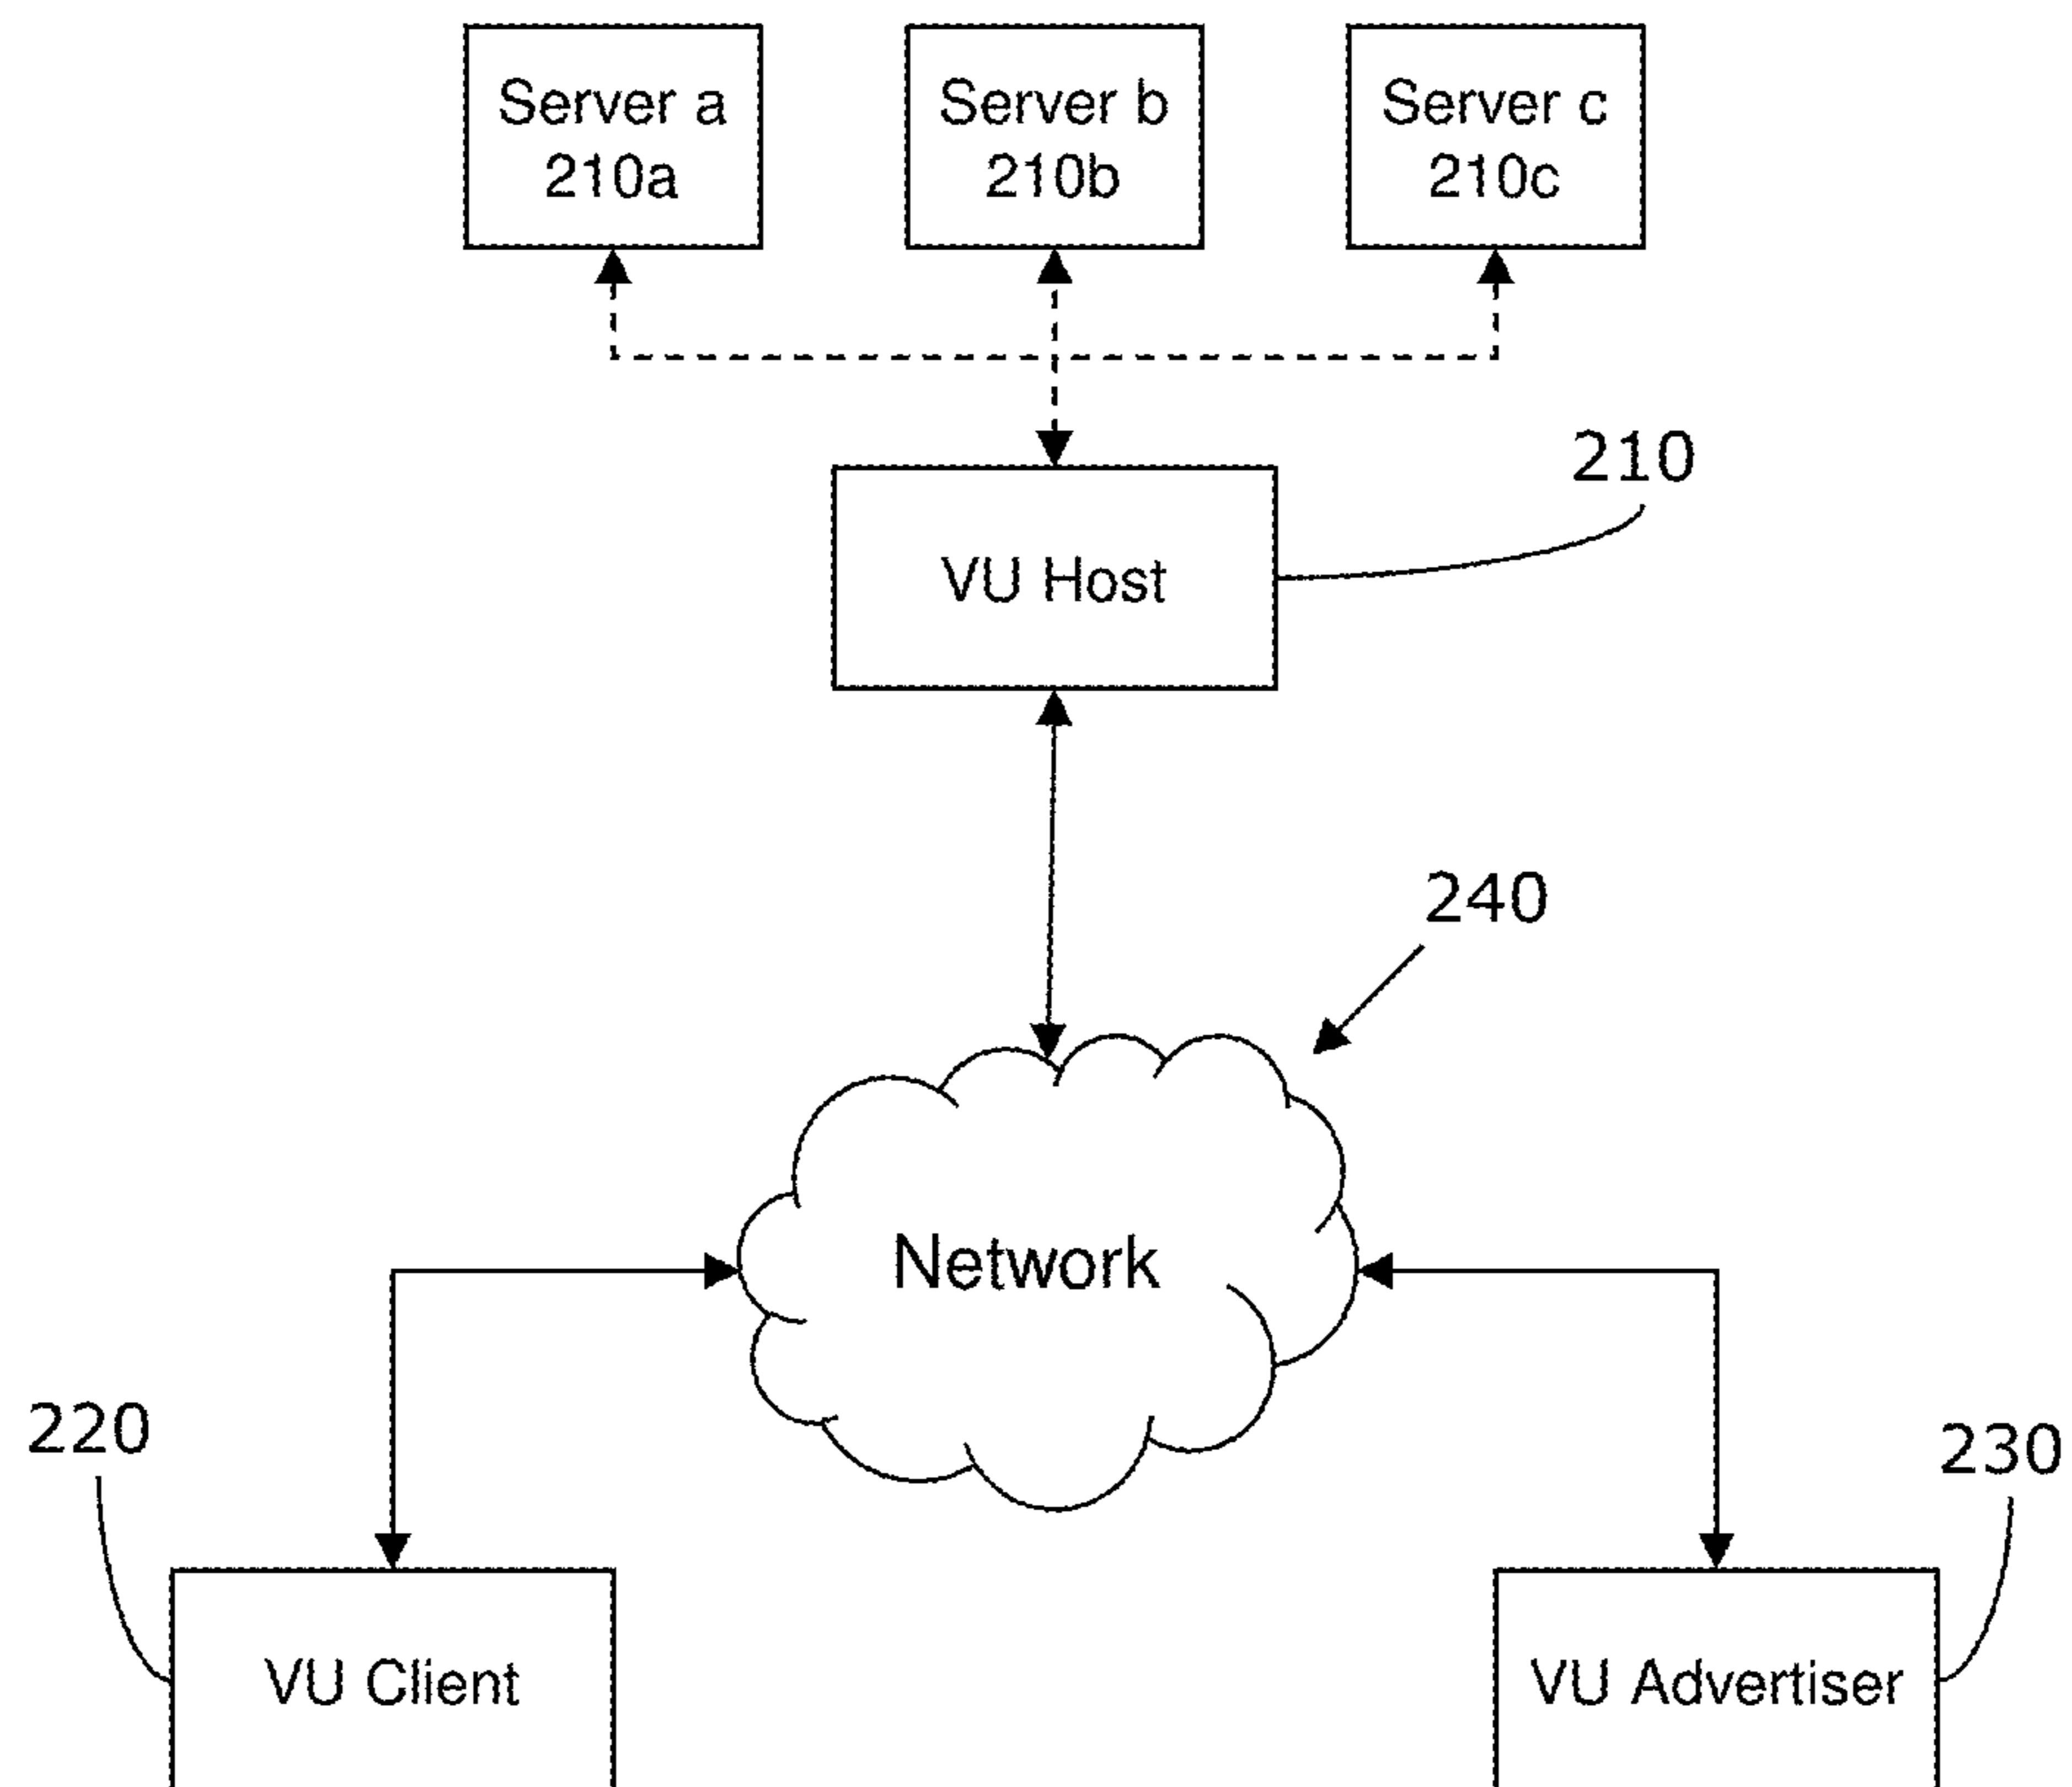 Server a
210a
Server b
210b
Server c
210c
210
VU Host
240
Network
220
230
VU Client
VU Advertiser